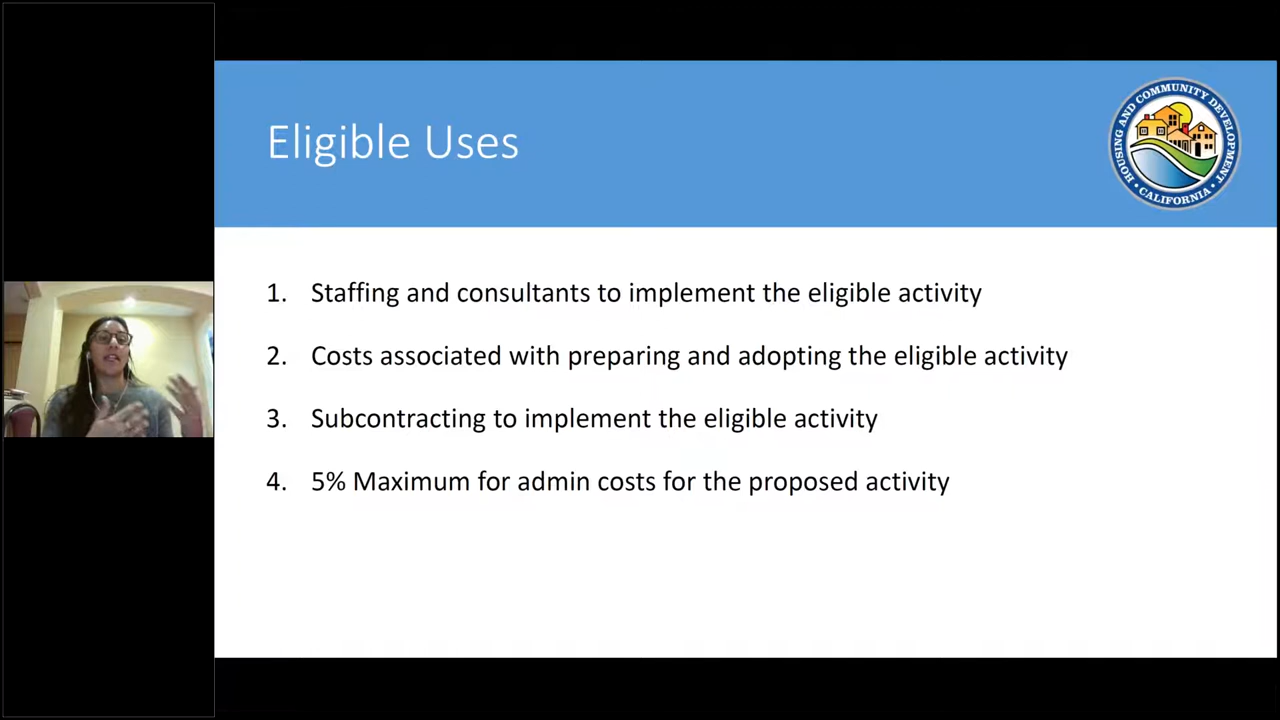 Eligible Uses
HOUSING AND COMMUNITY DEVELOPMENT
• CALIFORNIA •
1. Staffing and consultants to implement the eligible activity
2. Costs associated with preparing and adopting the eligible activity
3. Subcontracting to implement the eligible activity
4. 5% Maximum for admin costs for the proposed activity